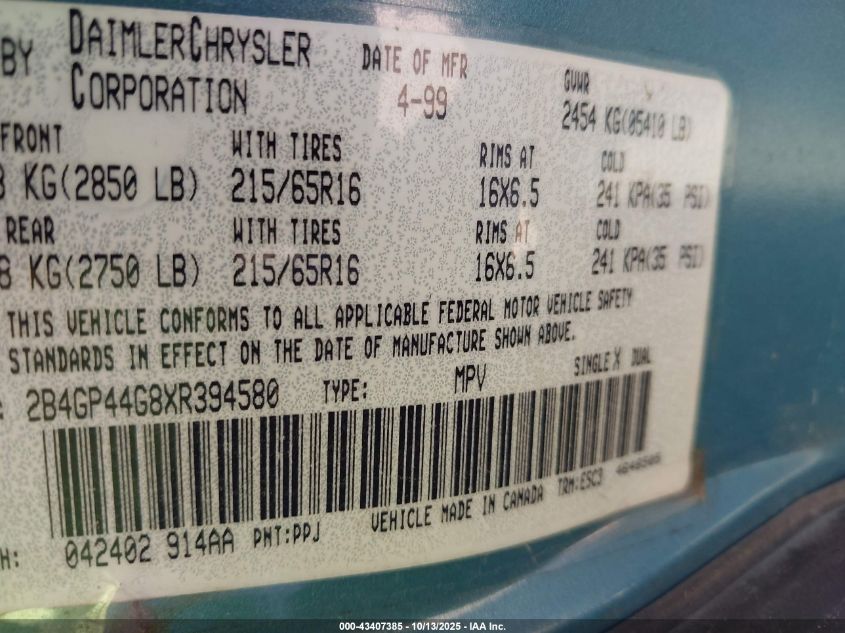 BY DAIMLERCHRYSLER CORPORATION
DATE OF MFR
4-99
GVWR
2454 KG(05410 LB)
FRONT WITH TIRES RIMS AT COLD
8 KG(2850 LB) 215/65R16 16X6.5 241 KPA(35 PSI)
REAR WITH TIRES RIMS AT COLD
8 KG(2750 LB) 215/65R16 16X6.5 241 KPA(35 PSI)
THIS VEHICLE CONFORMS TO ALL APPLICABLE FEDERAL MOTOR VEHICLE SAFETY
STANDARDS IN EFFECT ON THE DATE OF MANUFACTURE SHOWN ABOVE.
: 2B4GP44G8XR394580 TYPE: MPV SINGLE X DUAL
H: 042402 914AA PNT:PPJ VEHICLE MADE IN CANADA TRM:ESC3
000-43407385 - 10/13/2025 - IAA Inc.